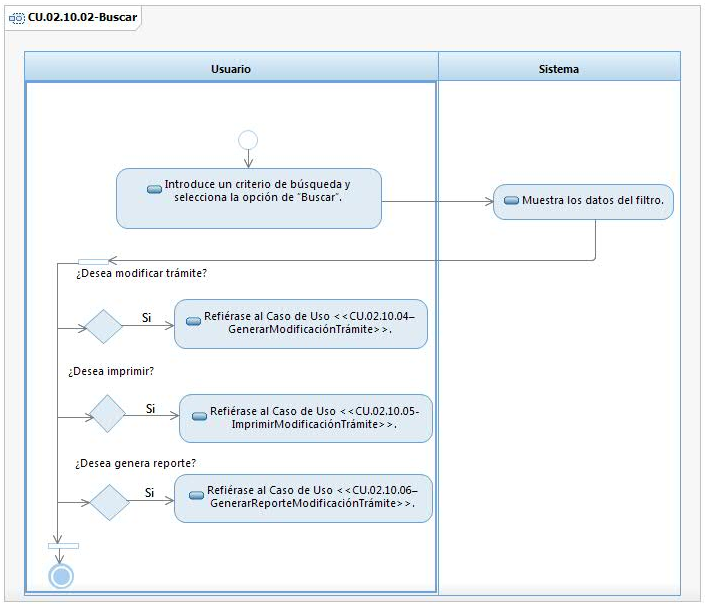 CU.02.10.02-Buscar
Usuario
Sistema
Introduce un criterio de búsqueda y
selecciona la opción de "Buscar".
Muestra los datos del filtro.
¿Desea modificar trámite?
Si
Refiérase al Caso de Uso <<CU.02.10.04–
GenerarModificaciónTrámite>>.
¿Desea imprimir?
Si
Refiérase al Caso de Uso <<CU.02.10.05-
ImprimirModificaciónTrámite>>.
¿Desea genera reporte?
Si
Refiérase al Caso de Uso <<CU.02.10.06–
GenerarReporteModificaciónTrámite>>.